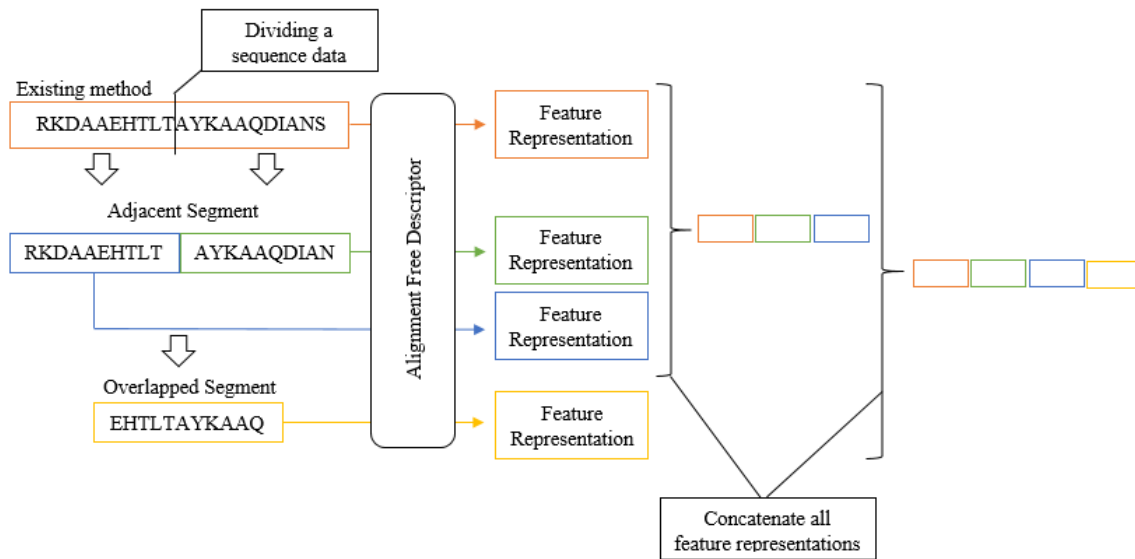 Dividing a
sequence data
Existing method
RKDAAEHTLTAYKAAQDIANS
Adjacent Segment
RKDAAEHTLT
AYKAAQDIAN
Overlapped Segment
EHTLTAYKAAQ
Alignment Free Descriptor
Feature
Representation
Feature
Representation
Feature
Representation
Feature
Representation
Concatenate all
feature representations